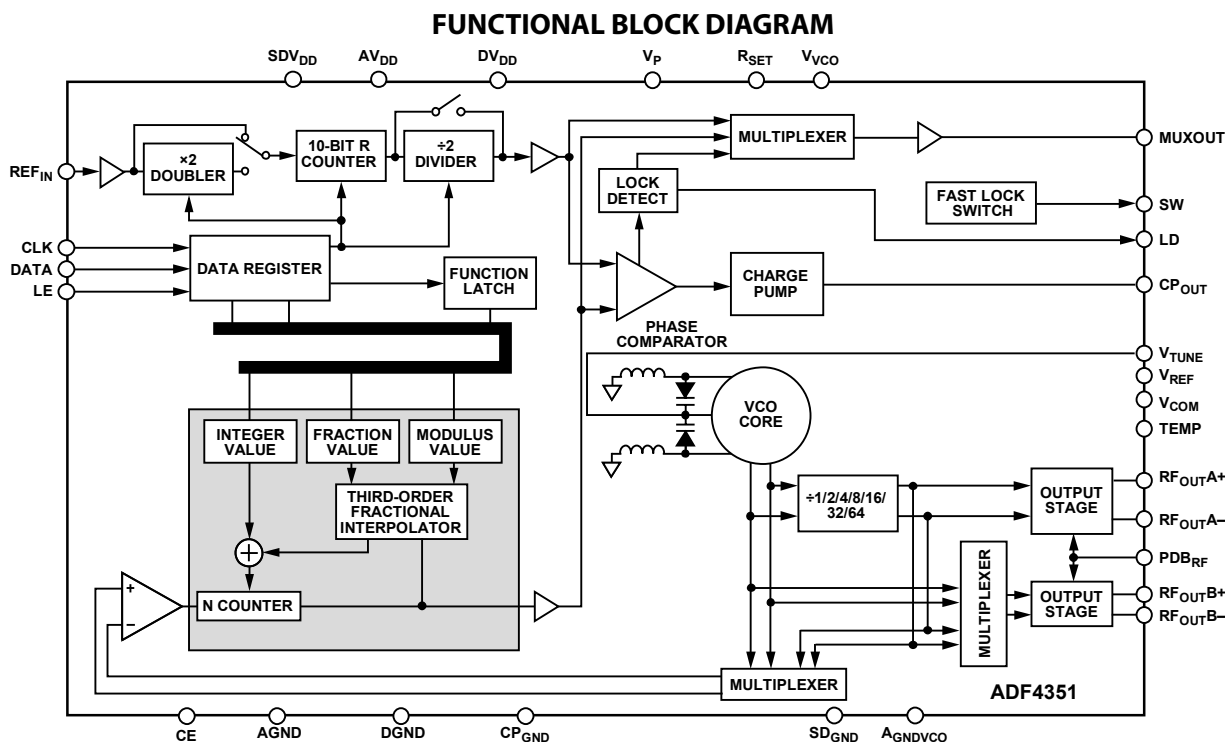 FUNCTIONAL BLOCK DIAGRAM
SDVDD
AVDD
DVDD
VP
RSET
VVCO
REFIN
×2
DOUBLER
10-BIT R
COUNTER
÷2
DIVIDER
MULTIPLEXER
MUXOUT
LOCK
DETECT
FAST LOCK
SWITCH
SW
LD
CLK
DATA
LE
DATA REGISTER
FUNCTION
LATCH
CHARGE
PUMP
CPOUT
PHASE
COMPARATOR
VTUNE
VREF
VCOM
TEMP
VCO
CORE
INTEGER
VALUE
FRACTION
VALUE
MODULUS
VALUE
THIRD-ORDER
FRACTIONAL
INTERPOLATOR
÷1/2/4/8/16/
32/64
OUTPUT
STAGE
RFOUTA+
RFOUTA–
PDBRF
+
–
N COUNTER
MULTIPLEXER
OUTPUT
STAGE
RFOUTB+
RFOUTB–
MULTIPLEXER
ADF4351
CE
AGND
DGND
CPGND
SDGND
AGNDVCO